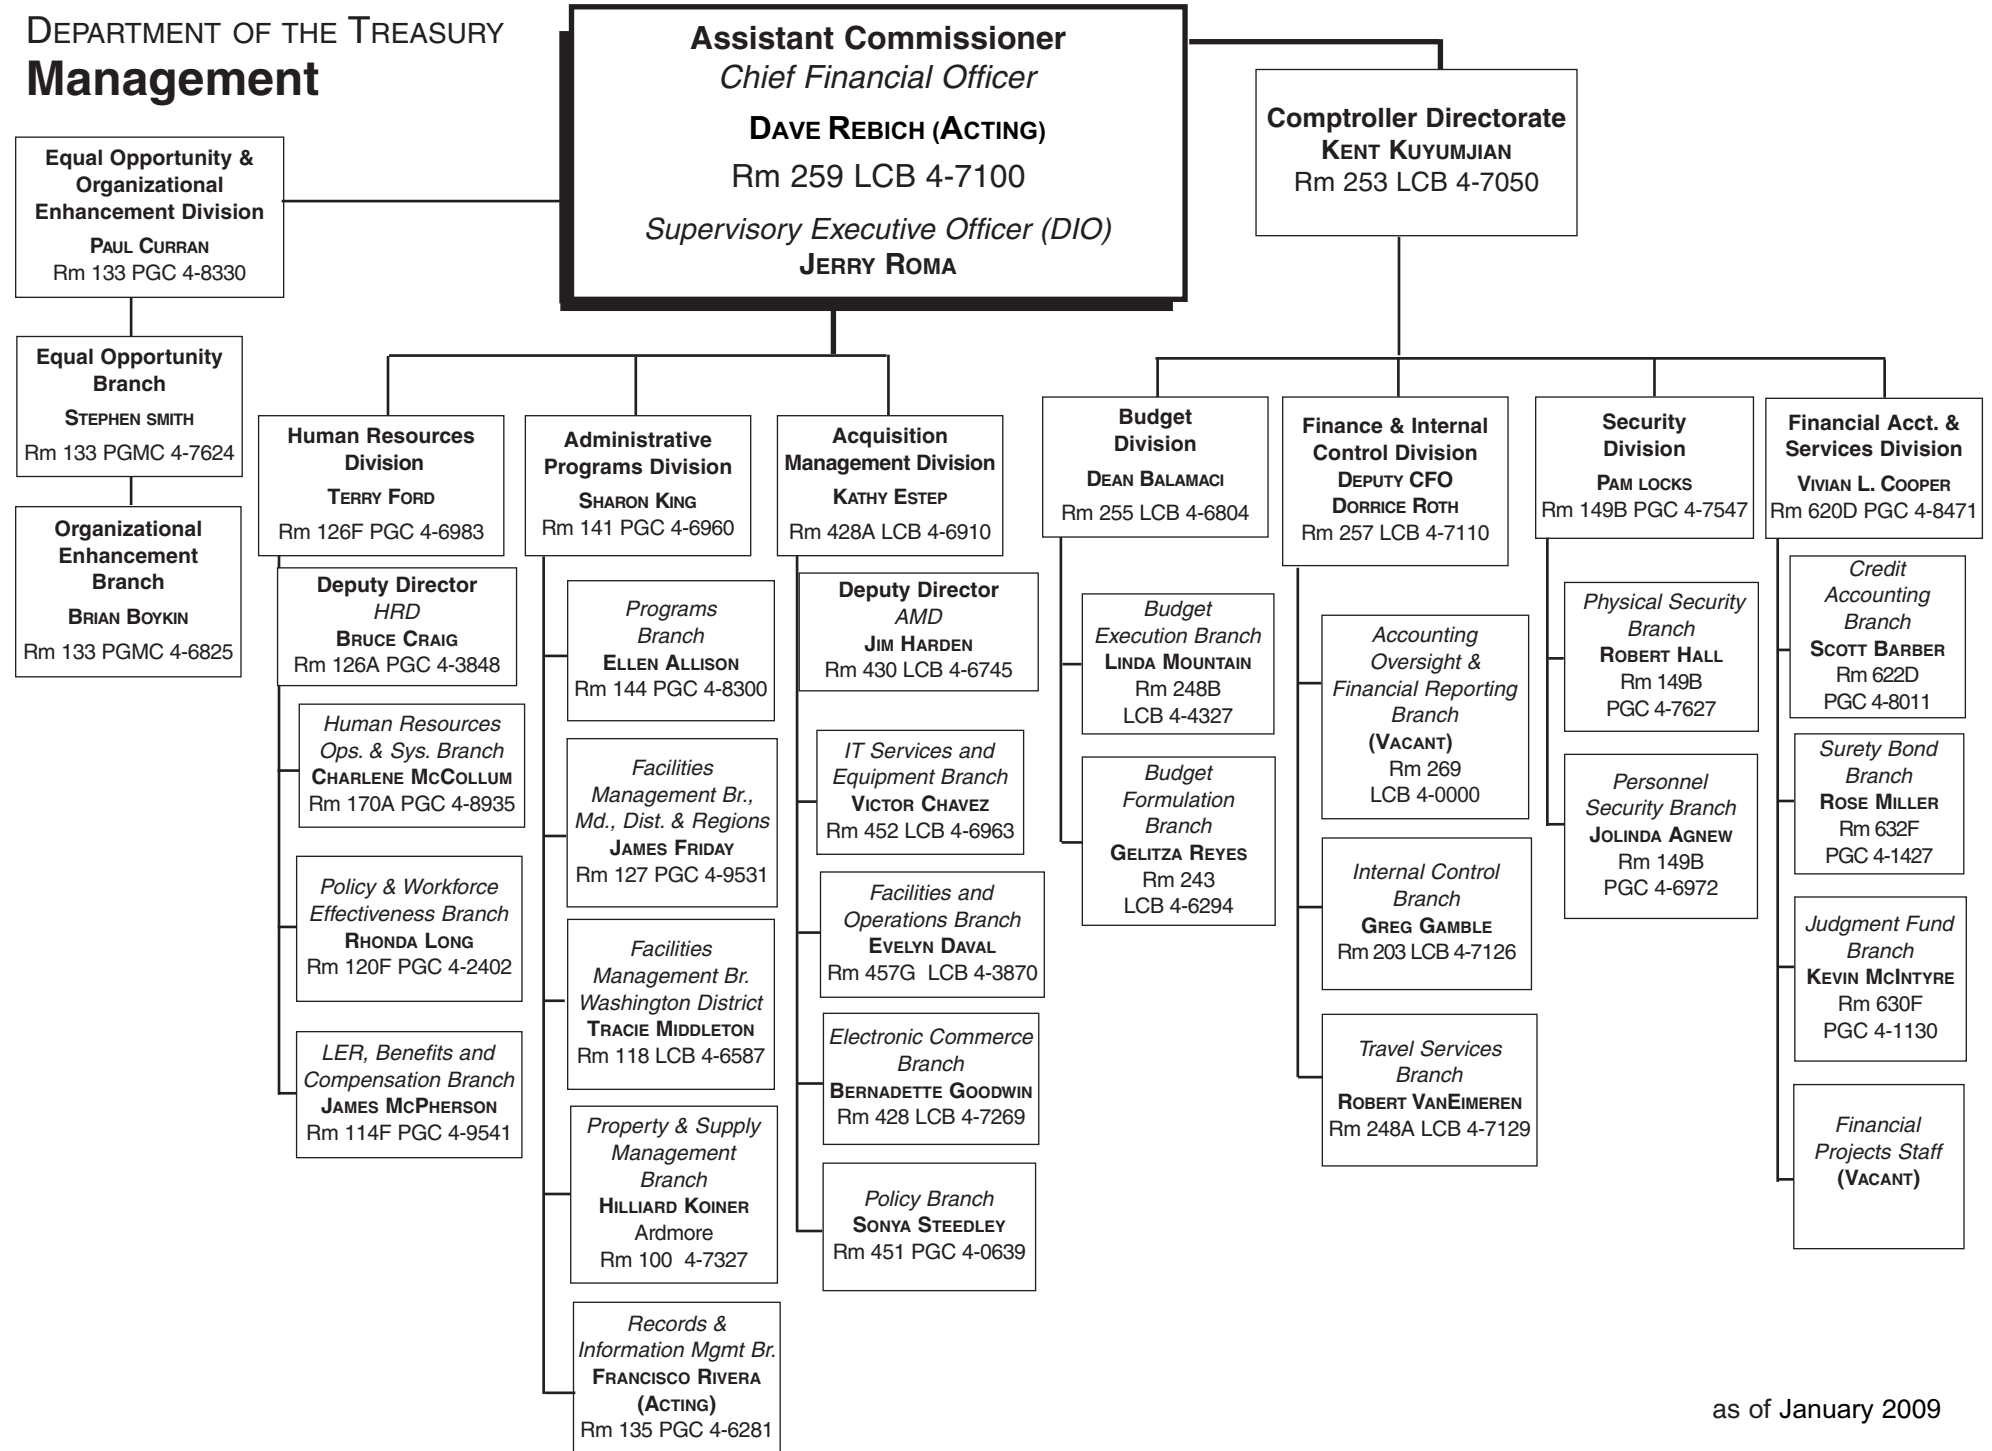 DEPARTMENT OF THE TREASURY
Management
Assistant Commissioner
Chief Financial Officer
DAVE REBICH (ACTING)
Rm 259 LCB 4-7100
Supervisory Executive Officer (DIO)
JERRY ROMA
Comptroller Directorate
KENT KUYUMJIAN
Rm 253 LCB 4-7050
Equal Opportunity &
Organizational
Enhancement Division
PAUL CURRAN
Rm 133 PGC 4-8330
Equal Opportunity
Branch
STEPHEN SMITH
Rm 133 PGMC 4-7624
Organizational
Enhancement
Branch
BRIAN BOYKIN
Rm 133 PGMC 4-6825
Human Resources
Division
TERRY FORD
Rm 126F PGC 4-6983
Deputy Director
HRD
BRUCE CRAIG
Rm 126A PGC 4-3848
Human Resources
Ops. & Sys. Branch
CHARLENE MCCOLLUM
Rm 170A PGC 4-8935
Policy & Workforce
Effectiveness Branch
RHONDA LONG
Rm 120F PGC 4-2402
LER, Benefits and
Compensation Branch
JAMES MCPHERSON
Rm 114F PGC 4-9541
Administrative
Programs Division
SHARON KING
Rm 141 PGC 4-6960
Programs
Branch
ELLEN ALLISON
Rm 144 PGC 4-8300
Facilities
Management Br.,
Md., Dist. & Regions
JAMES FRIDAY
Rm 127 PGC 4-9531
Facilities
Management Br.
Washington District
TRACIE MIDDLETON
Rm 118 LCB 4-6587
Property & Supply
Management
Branch
HILLIARD KOINER
Ardmore
Rm 100 4-7327
Records &
Information Mgmt Br.
FRANCISCO RIVERA
(ACTING)
Rm 135 PGC 4-6281
Acquisition
Management Division
KATHY ESTEP
Rm 428A LCB 4-6910
Deputy Director
AMD
JIM HARDEN
Rm 430 LCB 4-6745
IT Services and
Equipment Branch
VICTOR CHAVEZ
Rm 452 LCB 4-6963
Facilities and
Operations Branch
EVELYN DAVAL
Rm 457G LCB 4-3870
Electronic Commerce
Branch
BERNADETTE GOODWIN
Rm 428 LCB 4-7269
Policy Branch
SONYA STEEDLEY
Rm 451 PGC 4-0639
Budget
Division
DEAN BALAMACI
Rm 255 LCB 4-6804
Budget
Execution Branch
LINDA MOUNTAIN
Rm 248B
LCB 4-4327
Budget
Formulation
Branch
GELITZA REYES
Rm 243
LCB 4-6294
Finance & Internal
Control Division
DEPUTY CFO
DORRICE ROTH
Rm 257 LCB 4-7110
Accounting
Oversight &
Financial Reporting
Branch
(VACANT)
Rm 269
LCB 4-0000
Internal Control
Branch
GREG GAMBLE
Rm 203 LCB 4-7126
Travel Services
Branch
ROBERT VANEIMEREN
Rm 248A LCB 4-7129
Security
Division
PAM LOCKS
Rm 149B PGC 4-7547
Physical Security
Branch
ROBERT HALL
Rm 149B
PGC 4-7627
Personnel
Security Branch
JOLINDA AGNEW
Rm 149B
PGC 4-6972
Financial Acct. &
Services Division
VIVIAN L. COOPER
Rm 620D PGC 4-8471
Credit
Accounting
Branch
SCOTT BARBER
Rm 622D
PGC 4-8011
Surety Bond
Branch
ROSE MILLER
Rm 632F
PGC 4-1427
Judgment Fund
Branch
KEVIN MCINTYRE
Rm 630F
PGC 4-1130
Financial
Projects Staff
(VACANT)
as of January 2009